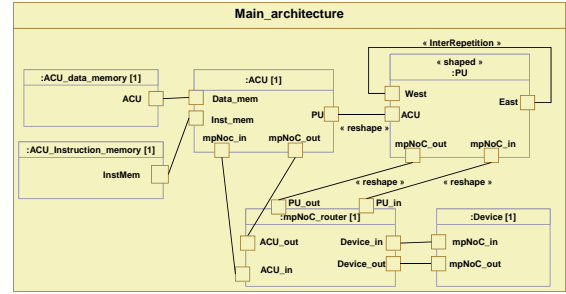 Main_architecture
« InterRepetition »
« shaped »
:PU
:ACU_data_memory [1]
:ACU [1]
ACU
Data_mem
West
East
Inst_mem
PU
ACU
« reshape »
mpNoc_in
mpNoC_out
:ACU_Instruction_memory [1]
mpNoC_out
mpNoC_in
InstMem
« reshape »
« reshape »
PU_out
PU_in
:mpNoC_router [1]
:Device [1]
ACU_out
Device_in
mpNoC_in
Device_out
mpNoC_out
ACU_in